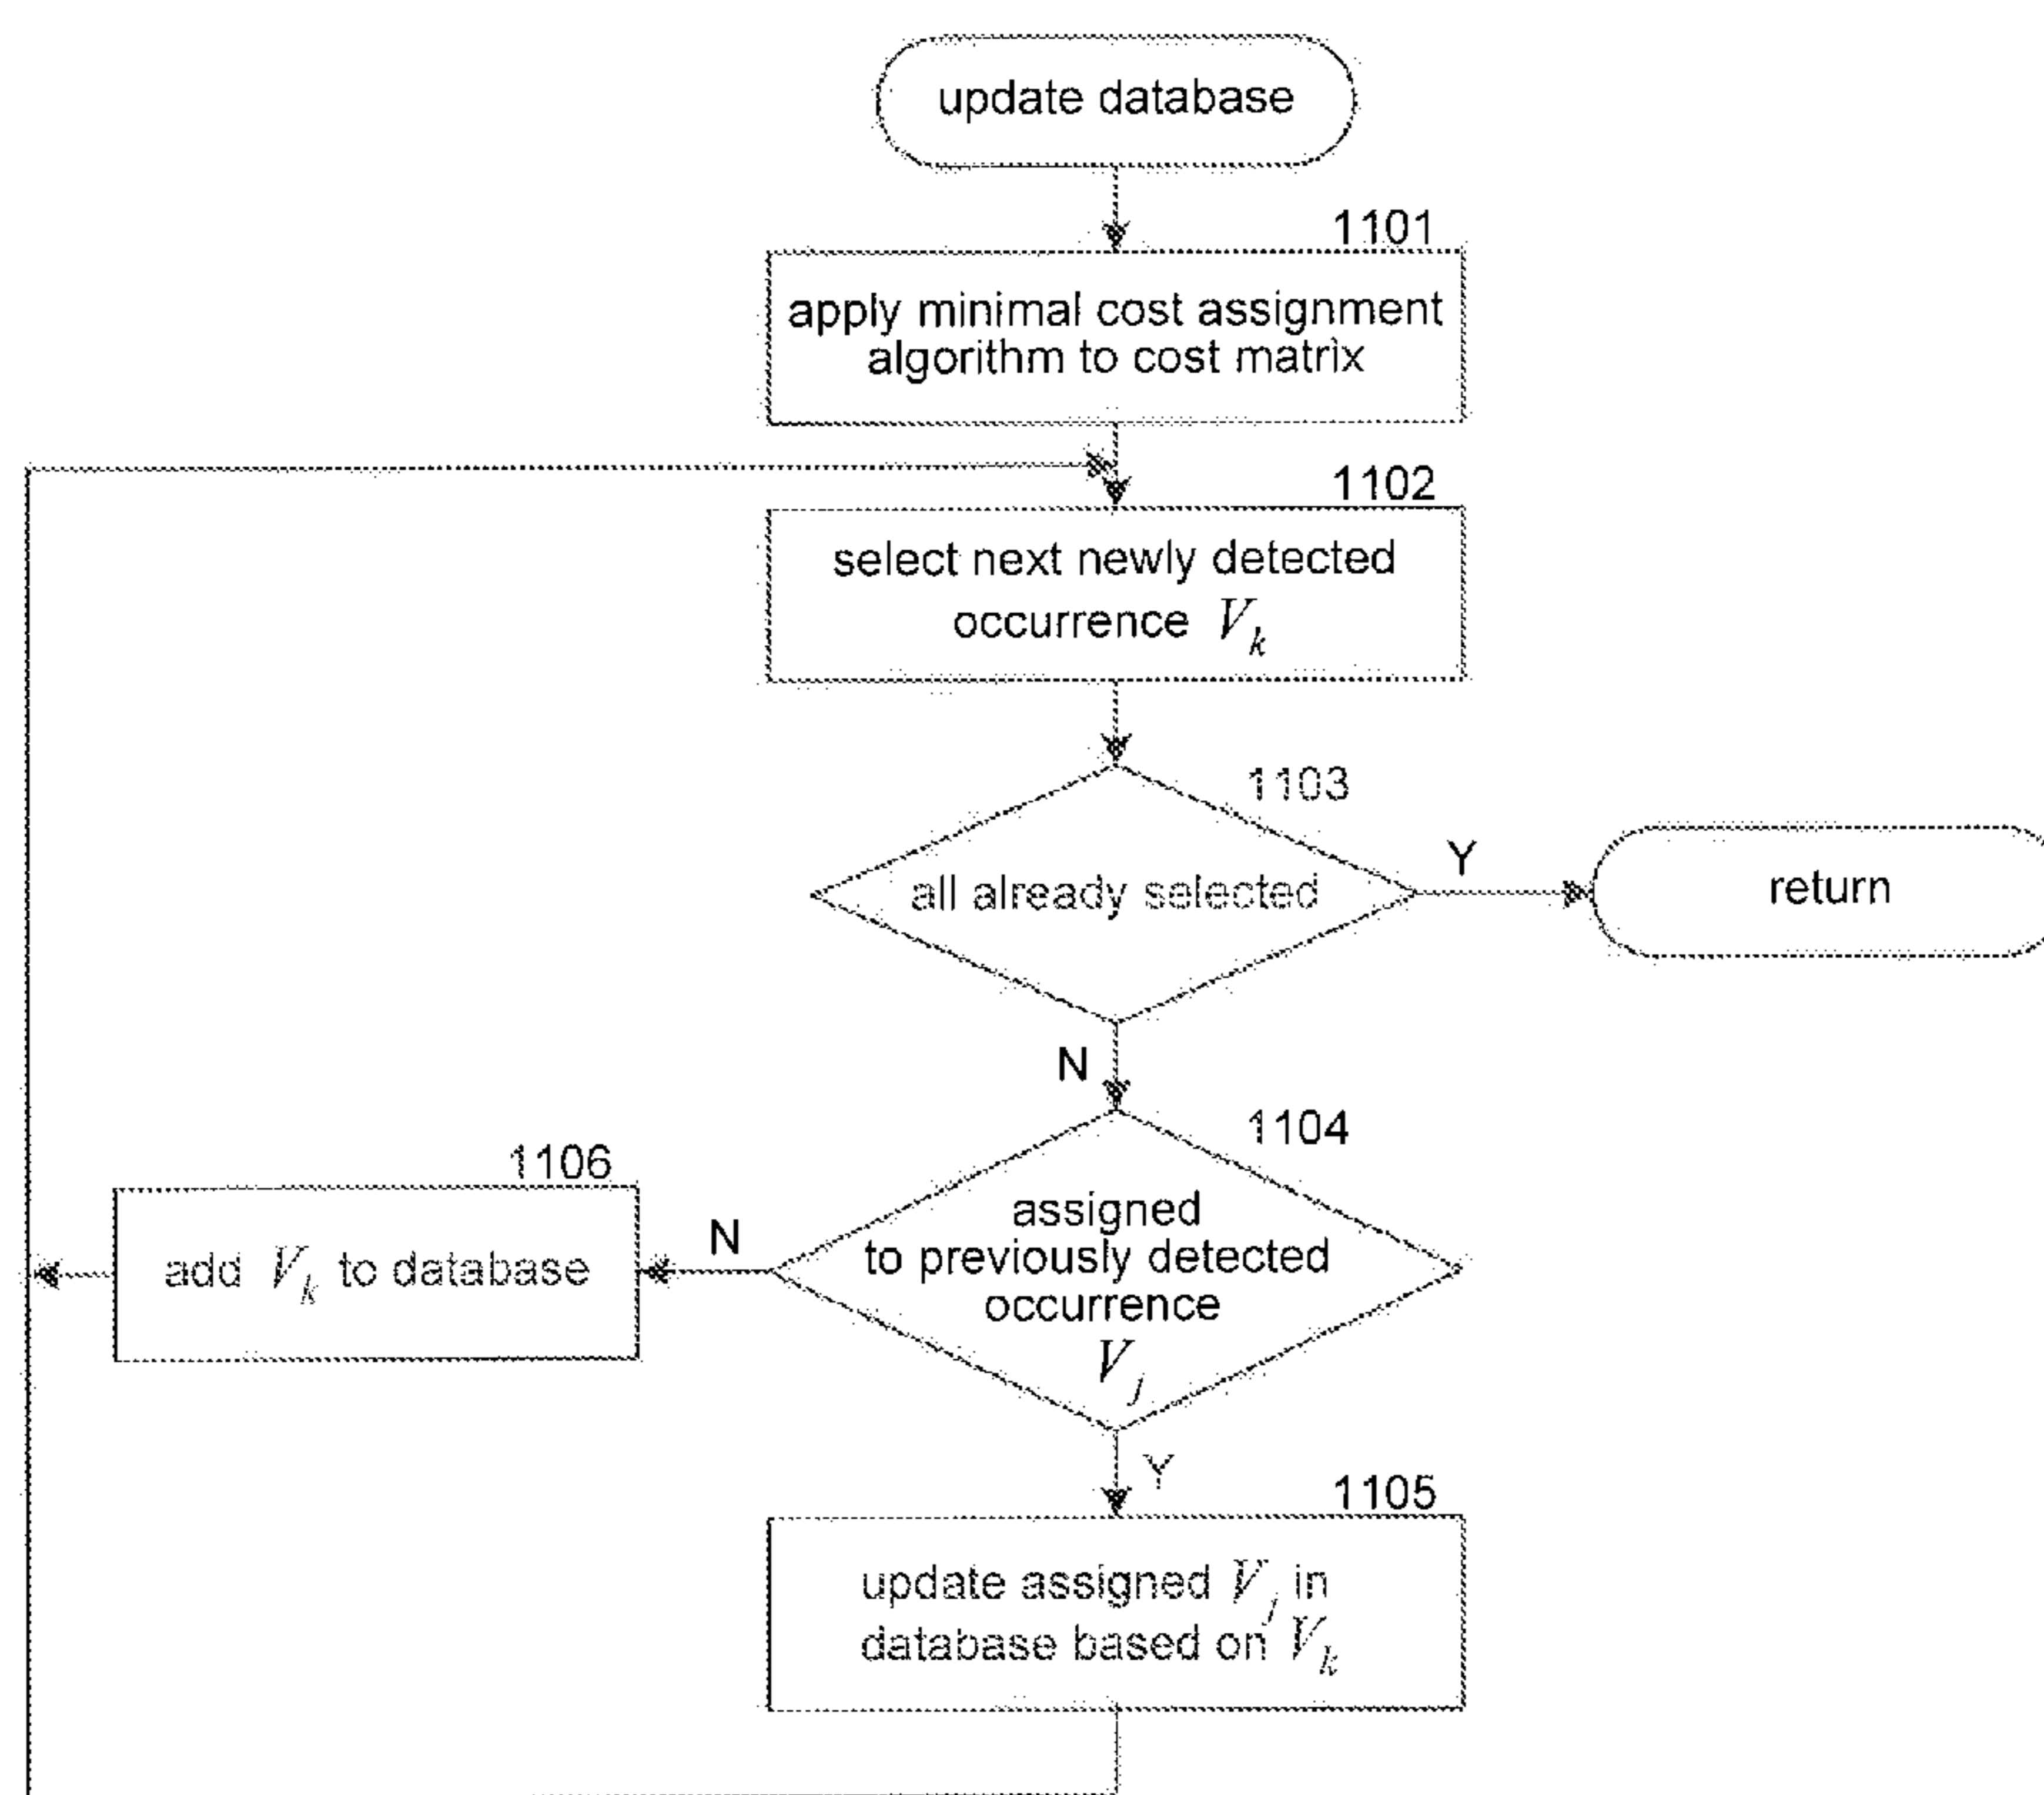 update database
1101
apply minimal cost assignment
algorithm to cost matrix
1102
select next newly detected
occurrence V_k
1103
all already selected
Y
return
N
1104
assigned
to previously detected
occurrence
V_j
N
1106
add V_k to database
Y
1105
update assigned V_j in
database based on V_k